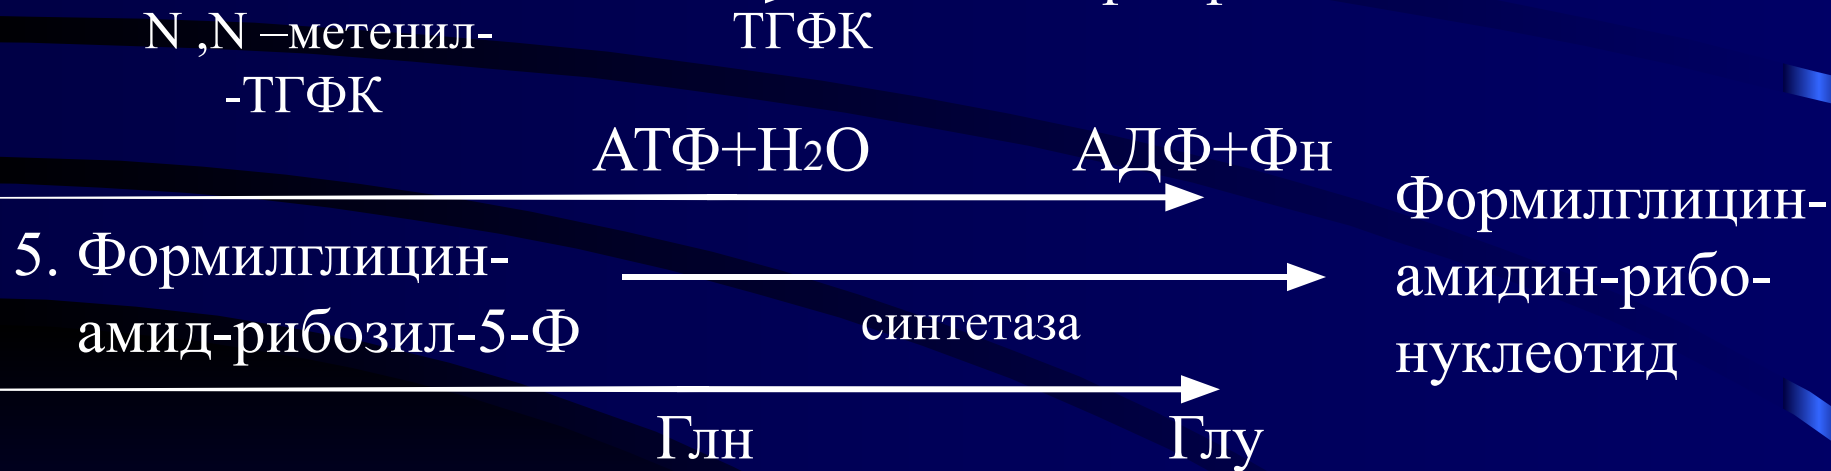 N ,N –метенил-
-ТГФК
ТГФК
АТФ+Н2О
АДФ+Фн
5. Формилглицин-
амид-рибозил-5-Ф
синтетаза
Формилглицин-
амидин-рибо-
нуклеотид
Глн
Глу